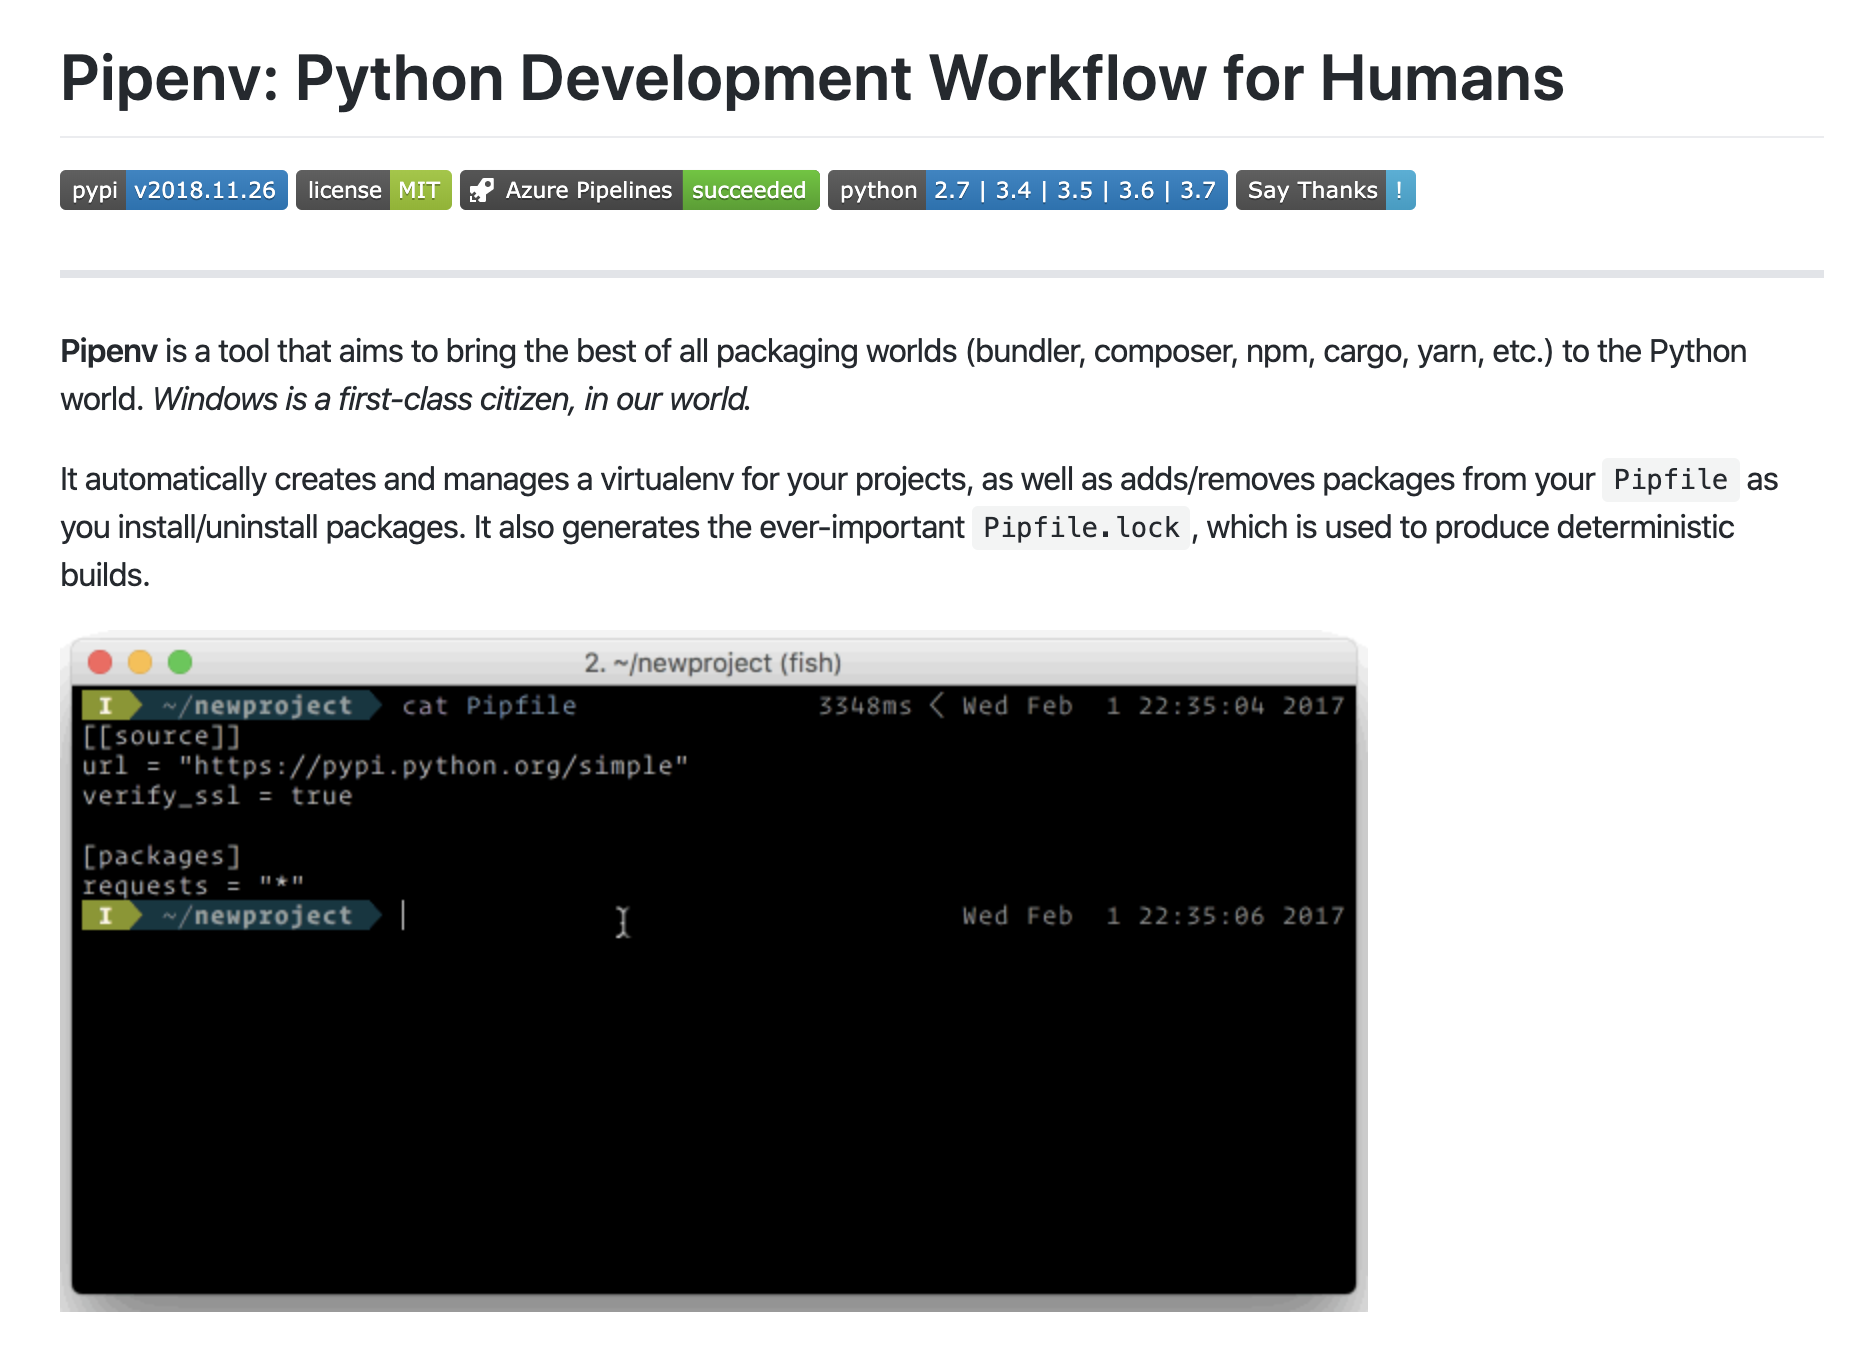 Pipenv: Python Development Workflow for Humans
pypi v2018.11.26 license MIT Azure Pipelines succeeded python 2.7 | 3.4 | 3.5 | 3.6 | 3.7 Say Thanks !
Pipenv is a tool that aims to bring the best of all packaging worlds (bundler, composer, npm, cargo, yarn, etc.) to the Python
world. Windows is a first-class citizen, in our world.
It automatically creates and manages a virtualenv for your projects, as well as adds/removes packages from your Pipfile as
you install/uninstall packages. It also generates the ever-important Pipfile.lock, which is used to produce deterministic
builds.
2. ~/newproject (fish)
I ~/newproject cat Pipfile 3348ms < Wed Feb 1 22:35:04 2017
[[source]]
url = "https://pypi.python.org/simple"
verify_ssl = true
[packages]
requests = "*"
I ~/newproject Wed Feb 1 22:35:06 2017